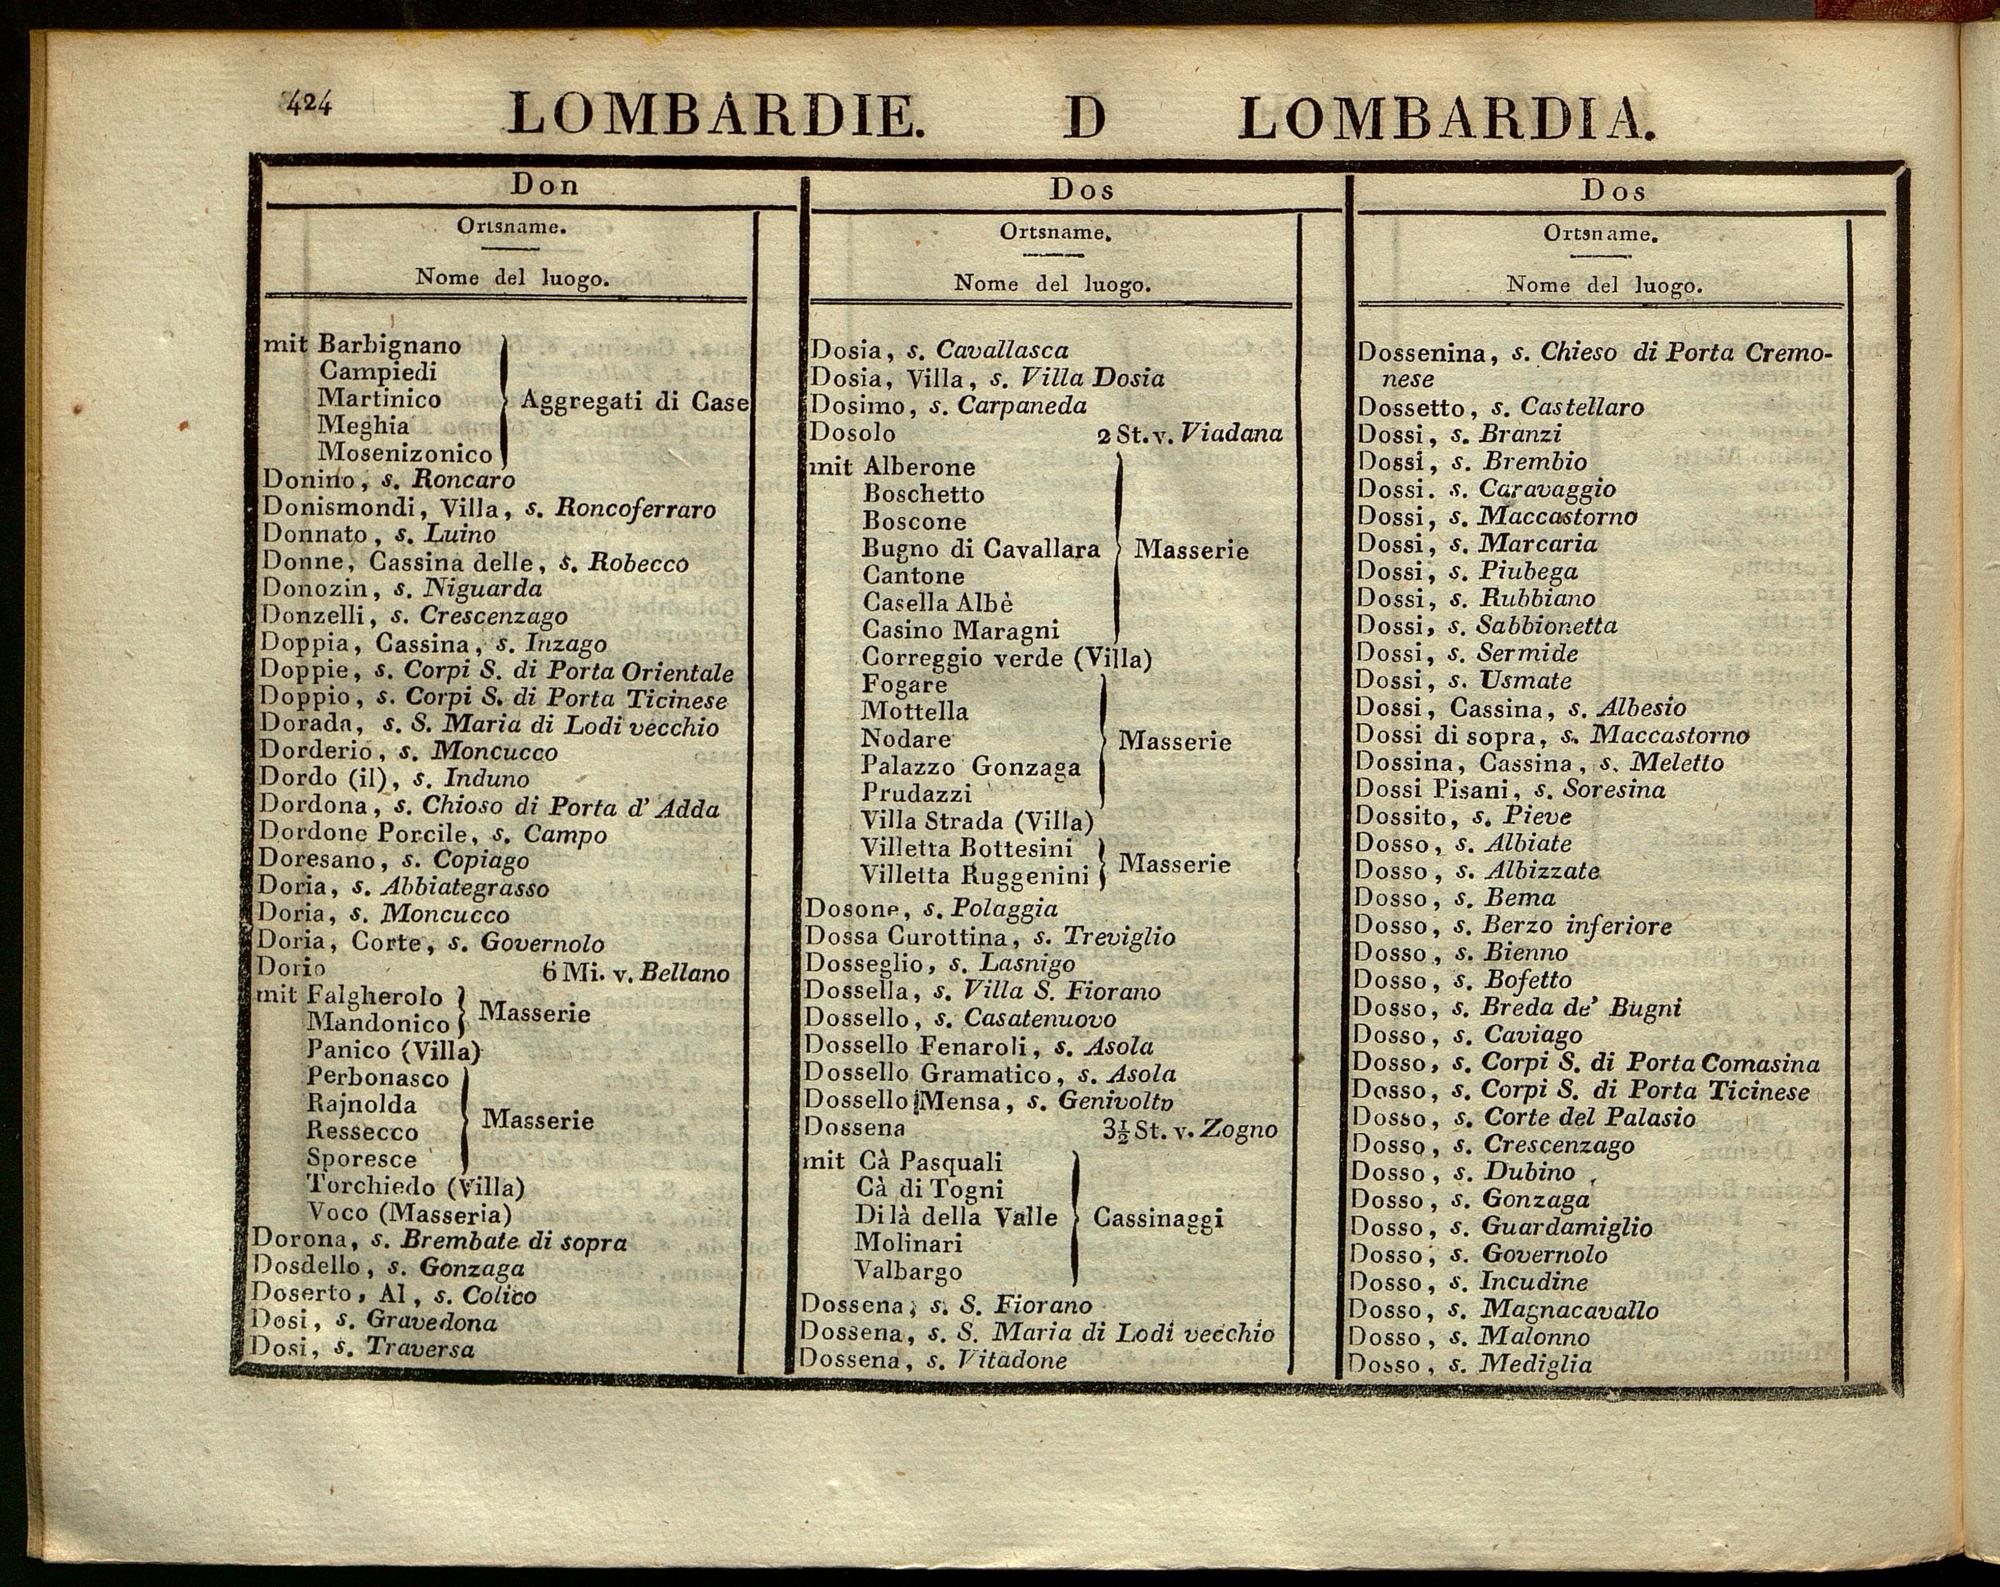 424
LOMBARDIE. D LOMBARDIA.
Don
Ortsname.
Nome del luogo.
mit Barbignano
Campiedi
Martinico
Meghia
Mosenizonico
Aggregati di Case
Donino, s. Roncaro
Donismondi, Villa, s. Roncoferraro
Donnato, s. Luino
Donne, Cassina delle, s. Robecco
Donozin, s. Niguarda
Donzelli, s. Crescenzago
Doppia, Cassina, s. Inzago
Doppie, s. Corpi S. di Porta Orientale
Doppio, s. Corpi S. di Porta Ticinese
Dorada, s. S. Maria di Lodi vecchio
Dorderio, s. Moncucco
Dordo (il), s. Induno
Dordona, s. Chioso di Porta d' Adda
Dordone Porcile, s. Campo
Doresano, s. Copiago
Doria, s. Abbiategrasso
Doria, s. Moncucco
Doria, Corte, s. Governolo
Dorio 6 Mi. v. Bellano
mit Falgherolo
Mandonico
Masserie
Panico (Villa)
Perbonasco
Rajnolda
Ressecco
Sporesce
Masserie
Torchiedo (Villa)
Voco (Masseria)
Dorona, s. Brembate di sopra
Dosdello, s. Gonzaga
Doserto, Al, s. Colico
Dosi, s. Gravedona
Dosi, s. Traversa
Dos
Ortsname.
Nome del luogo.
Dosia, s. Cavallasca
Dosia, Villa, s. Villa Dosia
Dosimo, s. Carpaneda
Dosolo 2 St. v. Viadana
mit Alberone
Boschetto
Boscone
Bugno di Cavallara
Cantone
Casella Albè
Casino Maragni
Masserie
Correggio verde (Villa)
Fogare
Mottella
Nodare
Palazzo Gonzaga
Prudazzi
Masserie
Villa Strada (Villa)
Villetta Bottesini
Villetta Ruggenini
Masserie
Dosone, s. Polaggia
Dossa Curottina, s. Treviglio
Dosseglio, s. Lasnigo
Dossella, s. Villa S. Fiorano
Dossello, s. Casatenuovo
Dossello Fenaroli, s. Asola
Dossello Gramatico, s. Asola
Dossello Mensa, s. Genivolto
Dossena 3½ St. v. Zogno
mit Cà Pasquali
Cà di Togni
Di là della Valle
Molinari
Valbargo
Cassinaggi
Dossena, s. S. Fiorano
Dossena, s. S. Maria di Lodi vecchio
Dossena, s. Vitadone
Dos
Ortsname.
Nome del luogo.
Dossenina, s. Chieso di Porta Cremo-
nese
Dossetto, s. Castellaro
Dossi, s. Branzi
Dossi, s. Brembio
Dossi. s. Caravaggio
Dossi, s. Maccastorno
Dossi, s. Marcaria
Dossi, s. Piubega
Dossi, s. Rubbiano
Dossi, s. Sabbionetta
Dossi, s. Sermide
Dossi, s. Usmate
Dossi, Cassina, s. Albesio
Dossi di sopra, s. Maccastorno
Dossina, Cassina, s. Meletto
Dossi Pisani, s. Soresina
Dossito, s. Pieve
Dosso, s. Albiate
Dosso, s. Albizzate
Dosso, s. Bema
Dosso, s. Berzo inferiore
Dosso, s. Bienno
Dosso, s. Bofetto
Dosso, s. Breda de' Bugni
Dosso, s. Caviago
Dosso, s. Corpi S. di Porta Comasina
Dosso, s. Corpi S. di Porta Ticinese
Dosso, s. Corte del Palasio
Dosso, s. Crescenzago
Dosso, s. Dubino
Dosso, s. Gonzaga
Dosso, s. Guardamiglio
Dosso, s. Governolo
Dosso, s. Incudine
Dosso, s. Magnacavallo
Dosso, s. Malonno
Dosso, s. Mediglia